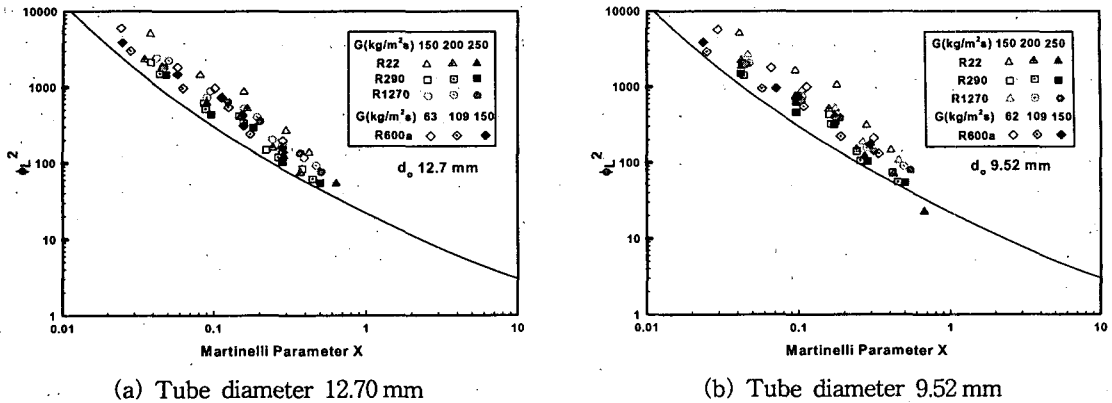 10000
1000
100
10
1
ϕL²
0.01 0.1 1 10
Martinelli Parameter X
G(kg/m²s) 150 200 250
R22
R290
R1270
G(kg/m²s) 63 109 150
R600a
do 12.7 mm
(a) Tube diameter 12.70 mm
10000
1000
100
10
1
ϕL²
0.01 0.1 1 10
Martinelli Parameter X
G(kg/m²s) 150 200 250
R22
R290
R1270
G(kg/m²s) 62 109 150
R600a
do 9.52 mm
(b) Tube diameter 9.52 mm